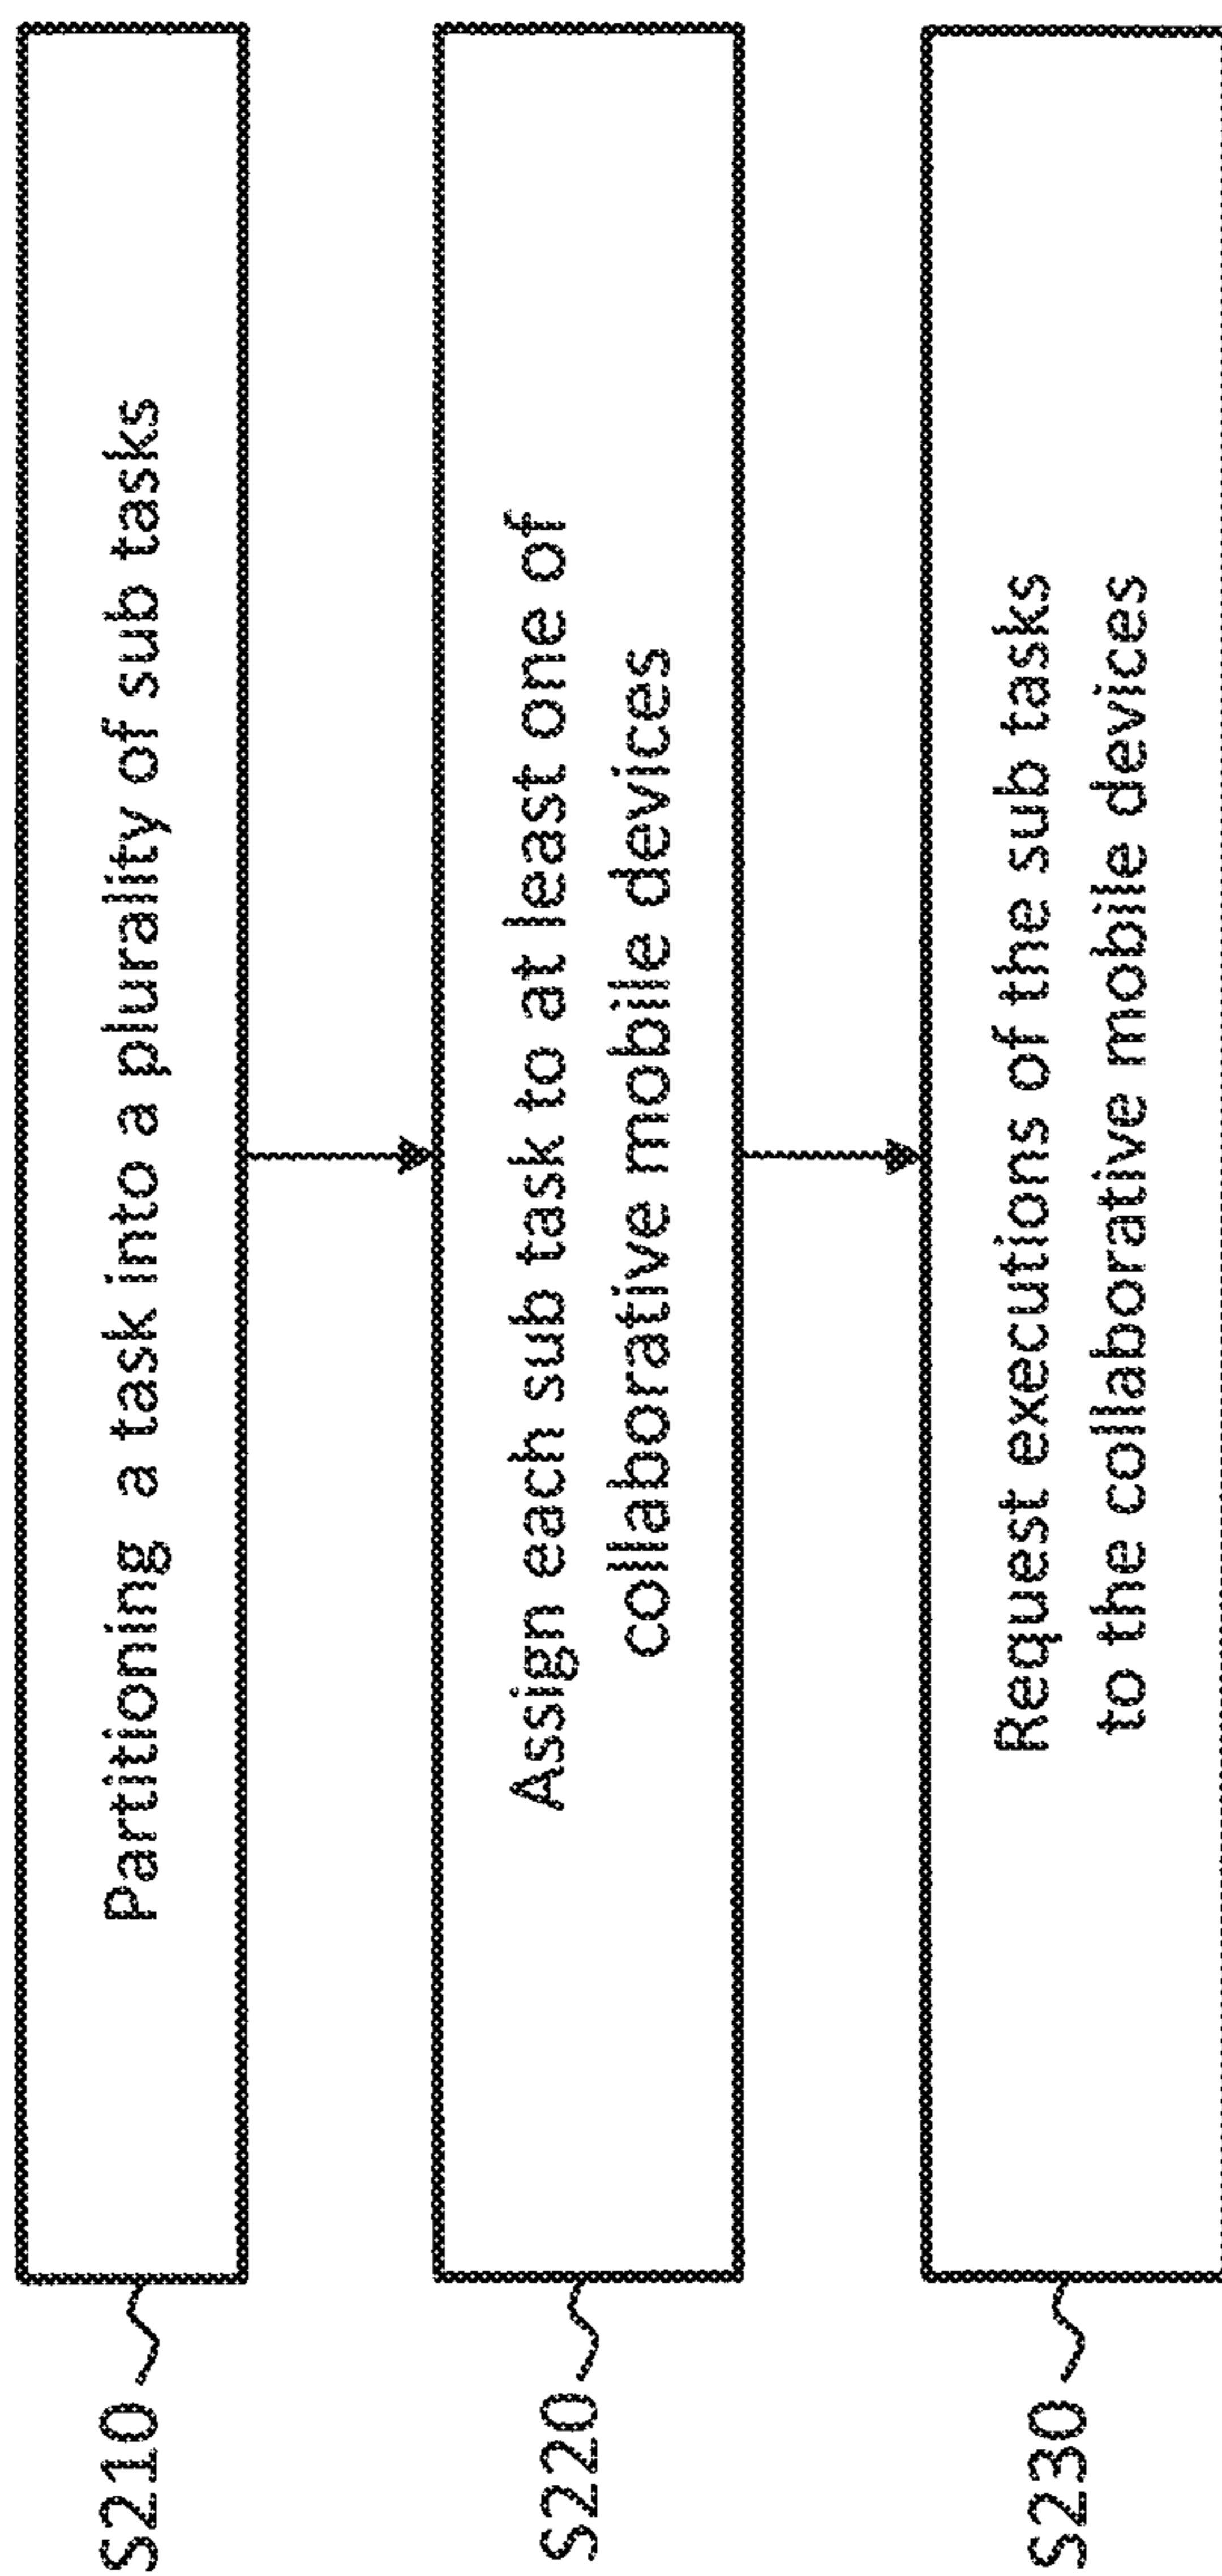 S210
Partitioning a task into a plurality of sub tasks
S220
Assign each sub task to at least one of
collaborative mobile devices
S230
Request executions of the sub tasks
to the collaborative mobile devices